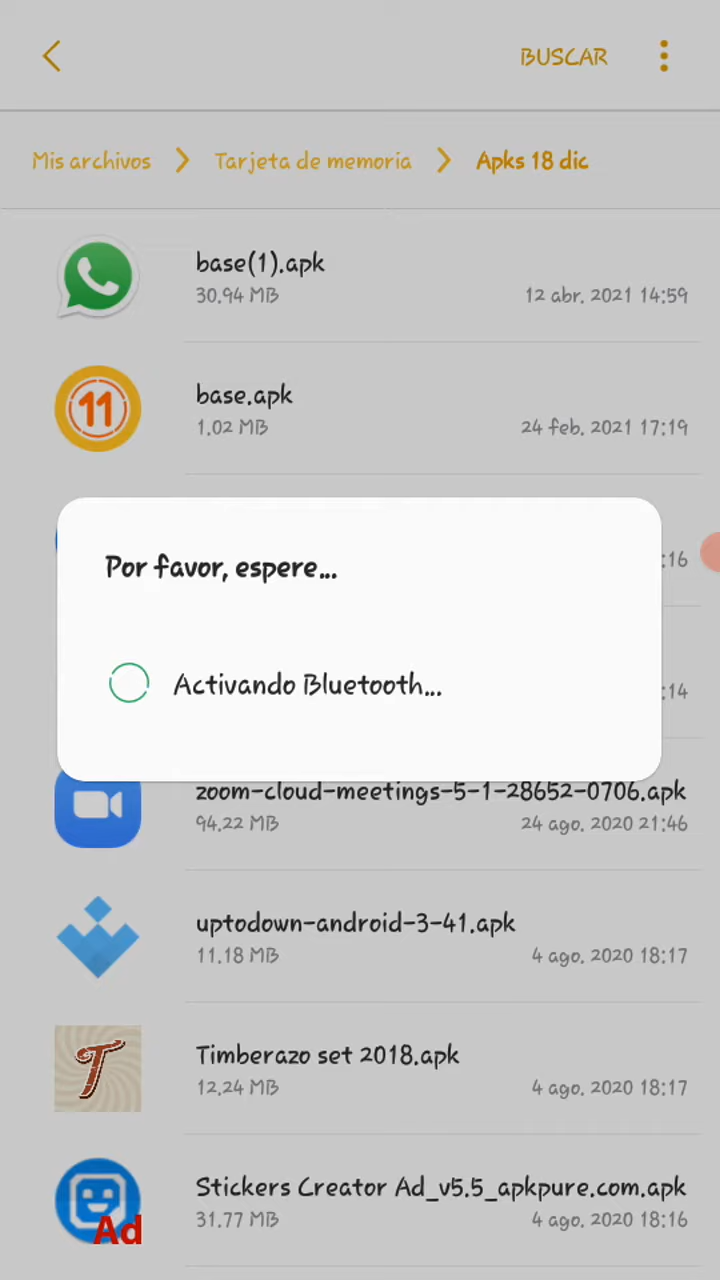 BUSCAR
Mis archivos > Tarjeta de memoria > Apks 18 dic
base(1).apk
30.94 MB 12 abr. 2021 14:59
11
base.apk
1.02 MB 24 feb. 2021 17:19
:16
Por favor, espere...
Activando Bluetooth...
:14
zoom-cloud-meetings-5-1-28652-0706.apk
94.22 MB 24 ago. 2020 21:46
uptodown-android-3-41.apk
11.18 MB 4 ago. 2020 18:17
T
Timberazo set 2018.apk
12.24 MB 4 ago. 2020 18:17
Stickers Creator Ad_v5.5_apkpure.com.apk
31.77 MB 4 ago. 2020 18:16
Ad